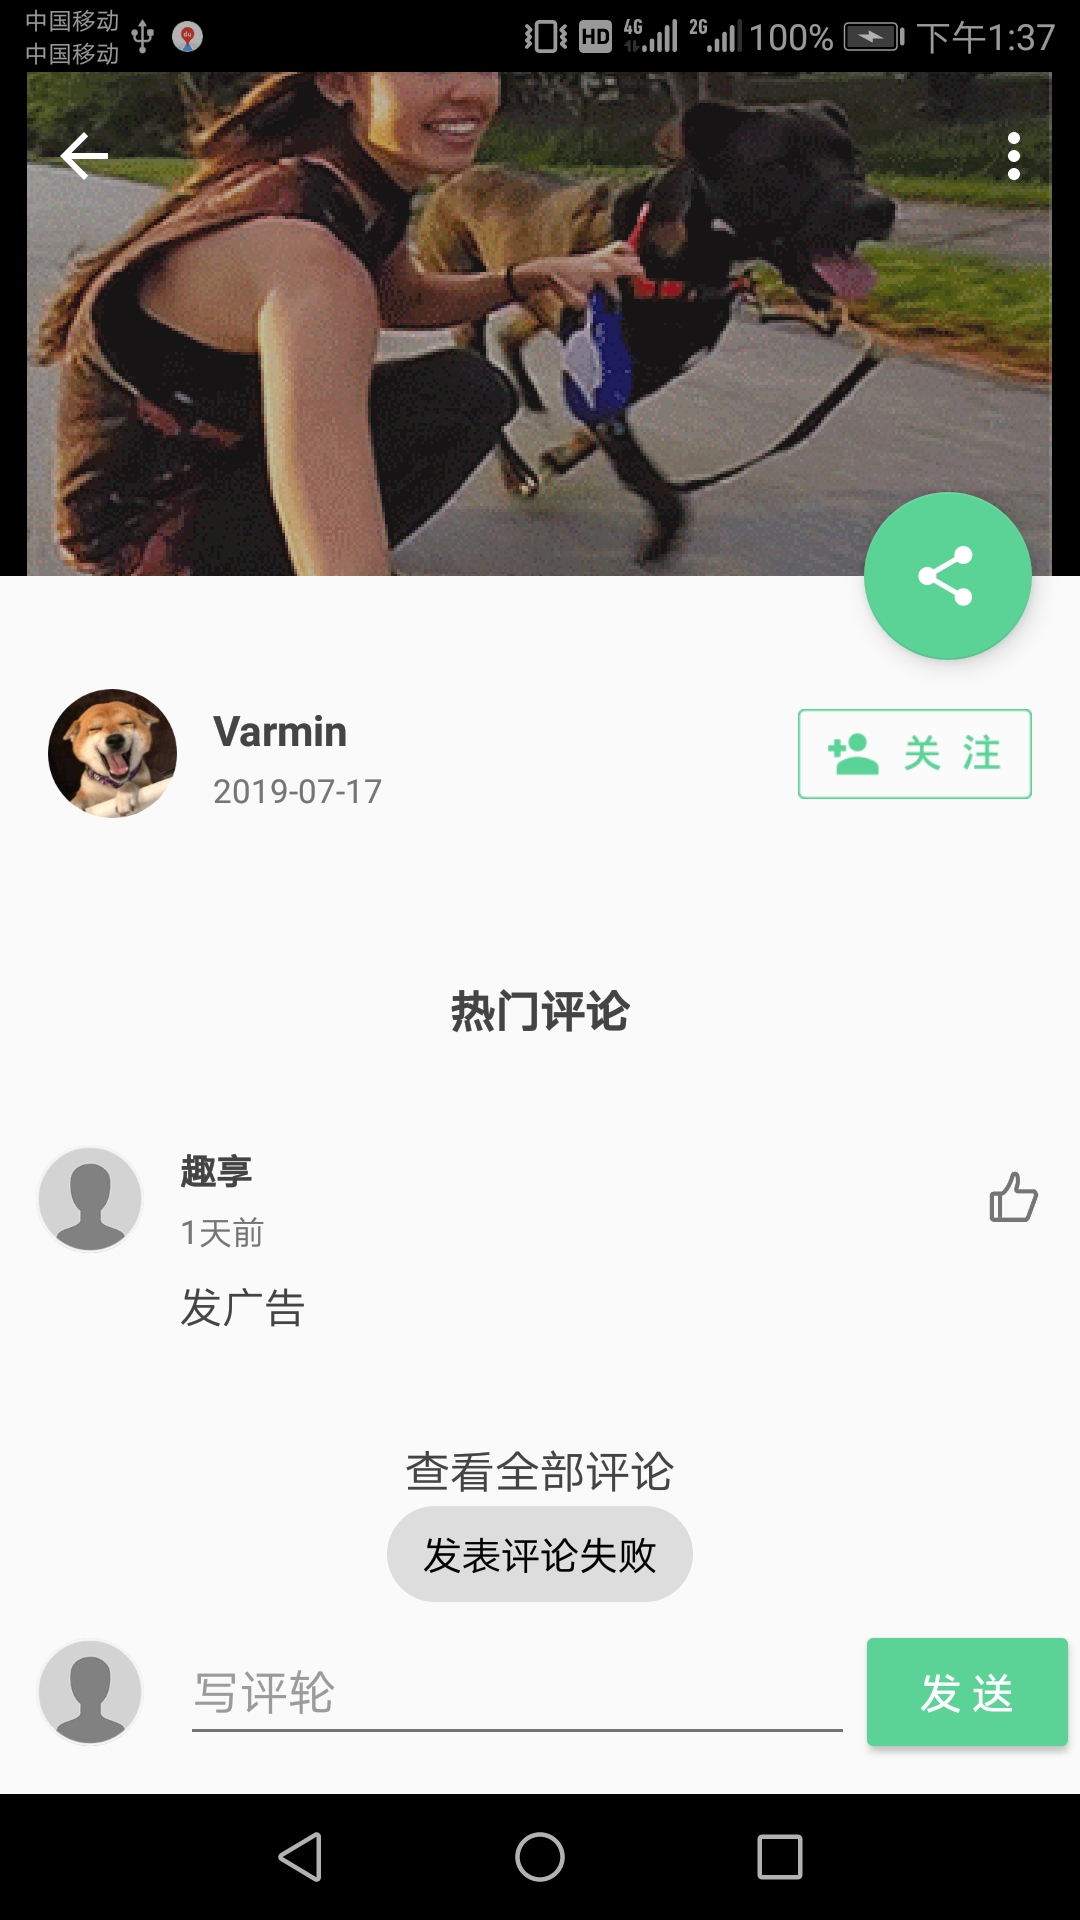 中国移动
中国移动
HD 4G 2G 100% 下午1:37
Varmin
2019-07-17
关 注
热门评论
趣享
1天前
发广告
查看全部评论
发表评论失败
写评轮
发 送